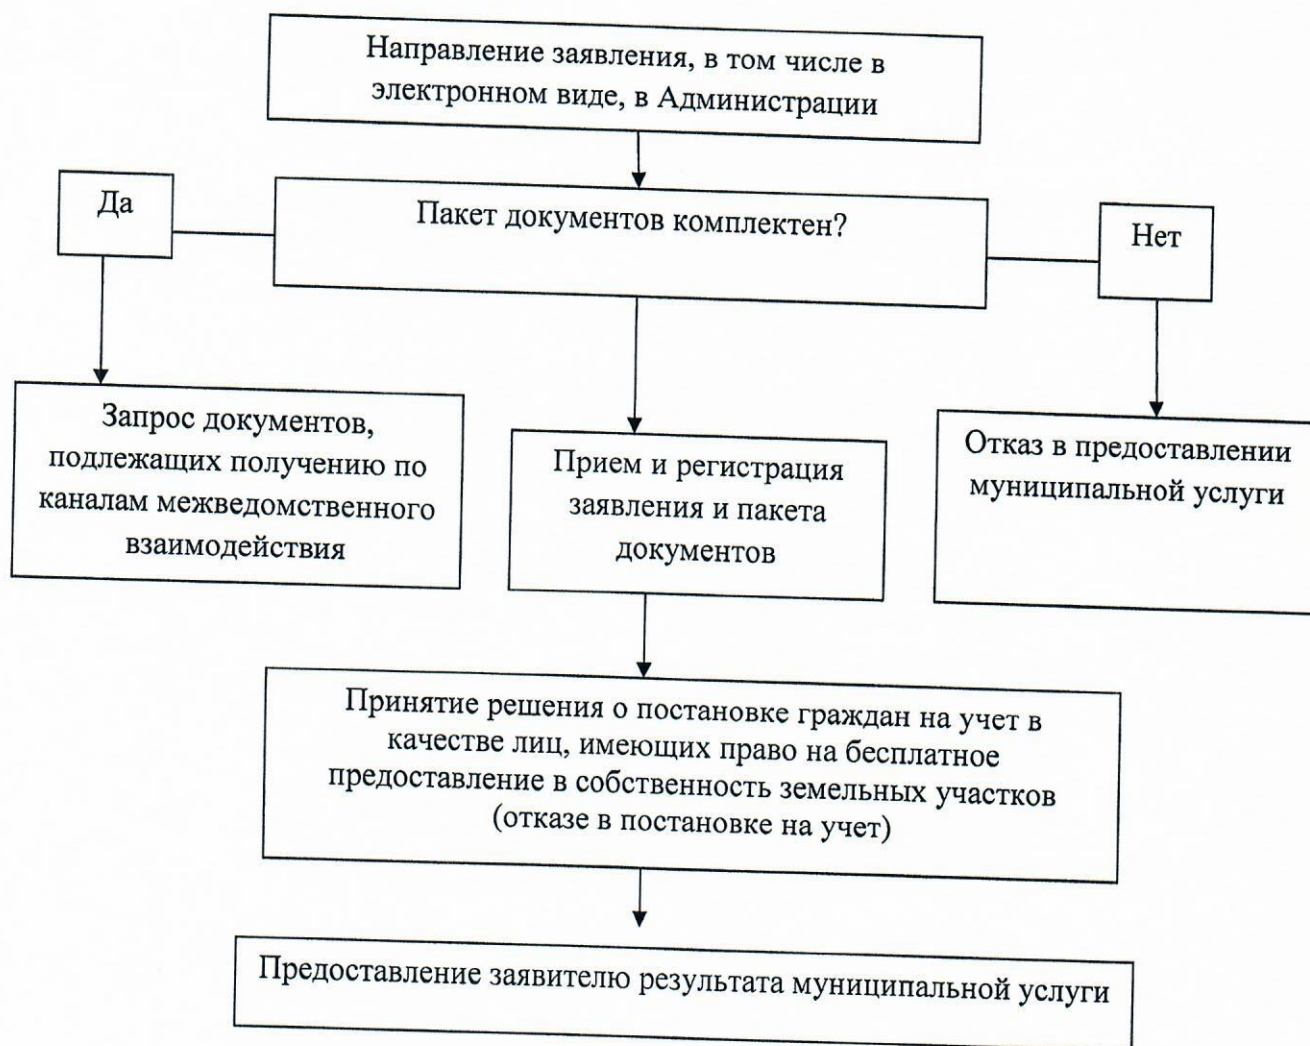 Направление заявления, в том числе в
электронном виде, в Администрации
Да
Пакет документов комплектен?
Нет
Запрос документов,
подлежащих получению по
каналам межведомственного
взаимодействия
Прием и регистрация
заявления и пакета
документов
Отказ в предоставлении
муниципальной услуги
Принятие решения о постановке граждан на учет в
качестве лиц, имеющих право на бесплатное
предоставление в собственность земельных участков
(отказе в постановке на учет)
Предоставление заявителю результата муниципальной услуги